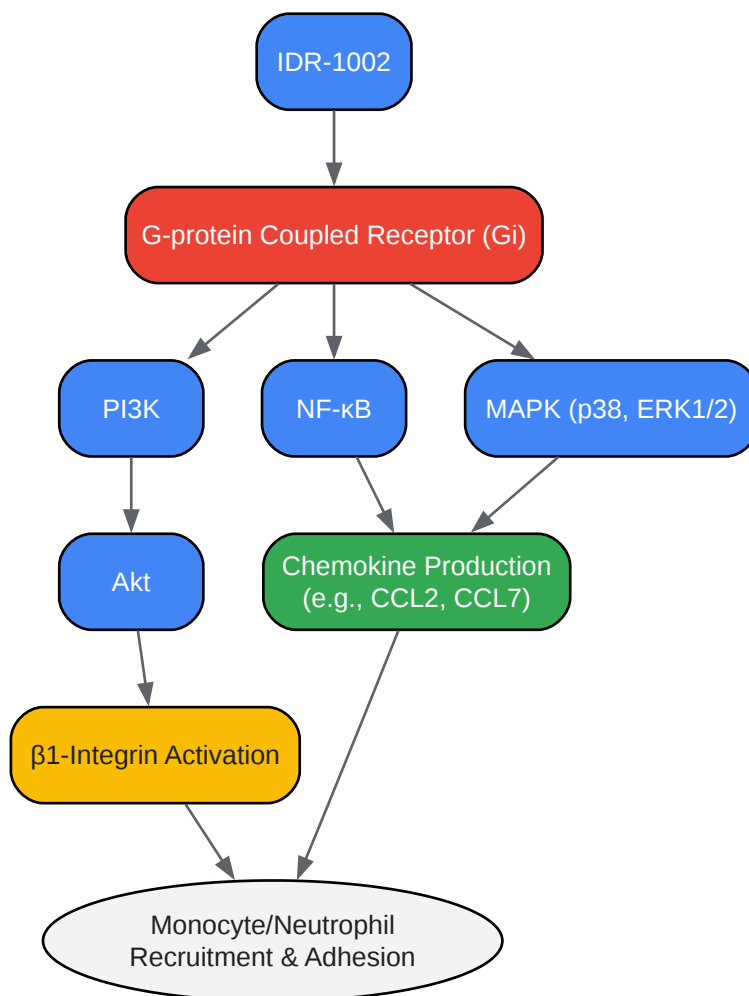 IDR-1002
G-protein Coupled Receptor (Gi)
PI3K
NF-κB
MAPK (p38, ERK1/2)
Akt
Chemokine Production
(e.g., CCL2, CCL7)
β1-Integrin Activation
Monocyte/Neutrophil
Recruitment & Adhesion